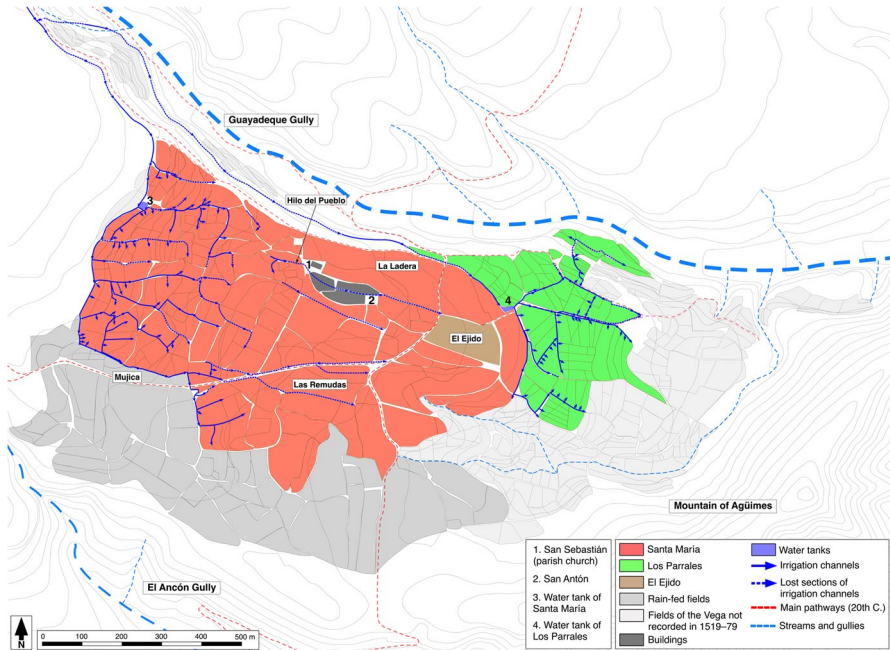 Guayadeque Gully
3
Hilo del Pueblo
1
La Ladera
2
4
El Ejido
Mujica
Las Remudas
Mountain of Agüimes
El Ancón Gully
N
0 100 200 300 400 500 m
1. San Sebastián
(parish church)
2. San Antón
3. Water tank of
Santa María
4. Water tank of
Los Parrales
Santa María
Los Parrales
El Ejido
Rain-fed fields
Fields of the Vega not
recorded in 1519–79
Buildings
Water tanks
Irrigation channels
Lost sections of
irrigation channels
Main pathways (20th C.)
Streams and gullies